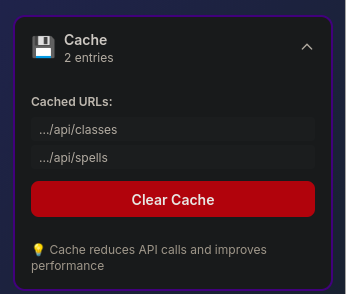 Cache
2 entries
Cached URLs:
.../api/classes
.../api/spells
Clear Cache
💡 Cache reduces API calls and improves
performance